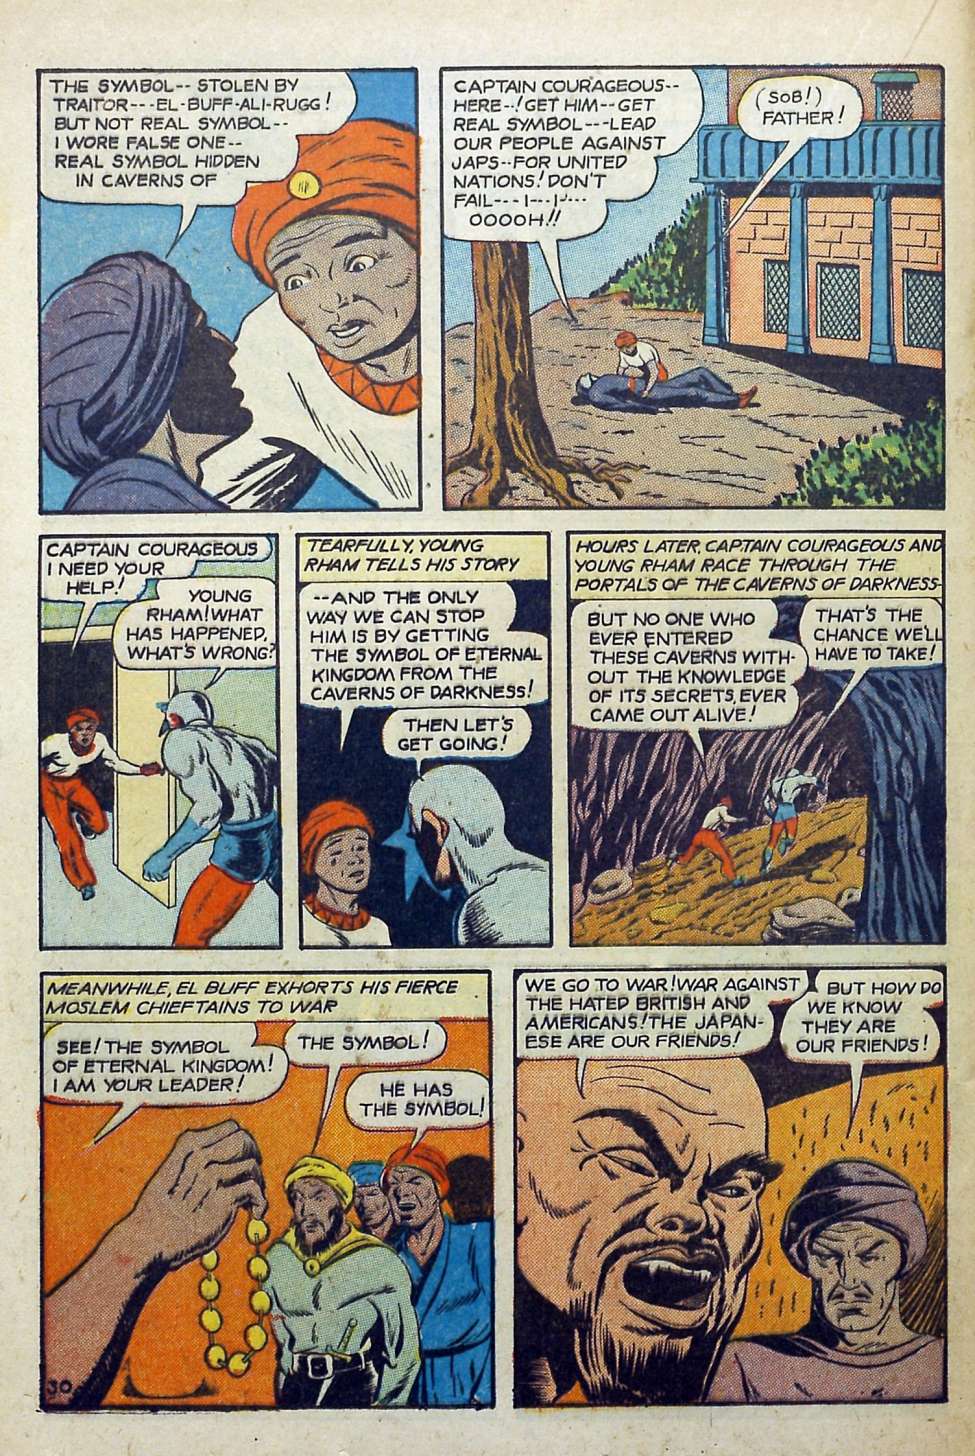 THE SYMBOL-- STOLEN BY
TRAITOR---EL-BUFF-ALI-RUGG!
BUT NOT REAL SYMBOL--
I WORE FALSE ONE--
REAL SYMBOL HIDDEN
IN CAVERNS OF
CAPTAIN COURAGEOUS--
HERE--! GET HIM--GET
REAL SYMBOL---LEAD
OUR PEOPLE AGAINST
JAPS--FOR UNITED
NATIONS! DON'T
FAIL---I---I'---
OOOOH!!
(SOB!)
FATHER!
CAPTAIN COURAGEOUS
I NEED YOUR
HELP!
YOUNG
RHAM! WHAT
HAS HAPPENED,
WHAT'S WRONG?
TEARFULLY, YOUNG
RHAM TELLS HIS STORY
--AND THE ONLY
WAY WE CAN STOP
HIM IS BY GETTING
THE SYMBOL OF ETERNAL
KINGDOM FROM THE
CAVERNS OF DARKNESS!
THEN LET'S
GET GOING!
HOURS LATER, CAPTAIN COURAGEOUS AND
YOUNG RHAM RACE THROUGH THE
PORTALS OF THE CAVERNS OF DARKNESS-
BUT NO ONE WHO
EVER ENTERED
THESE CAVERNS WITH-
OUT THE KNOWLEDGE
OF ITS SECRETS, EVER
CAME OUT ALIVE!
THAT'S THE
CHANCE WE'LL
HAVE TO TAKE!
MEANWHILE, EL BUFF EXHORTS HIS FIERCE
MOSLEM CHIEFTAINS TO WAR
SEE! THE SYMBOL
OF ETERNAL KINGDOM!
I AM YOUR LEADER!
THE SYMBOL!
HE HAS
THE SYMBOL!
WE GO TO WAR! WAR AGAINST
THE HATED BRITISH AND
AMERICANS! THE JAPAN-
ESE ARE OUR FRIENDS!
BUT HOW DO
WE KNOW
THEY ARE
OUR FRIENDS!
30